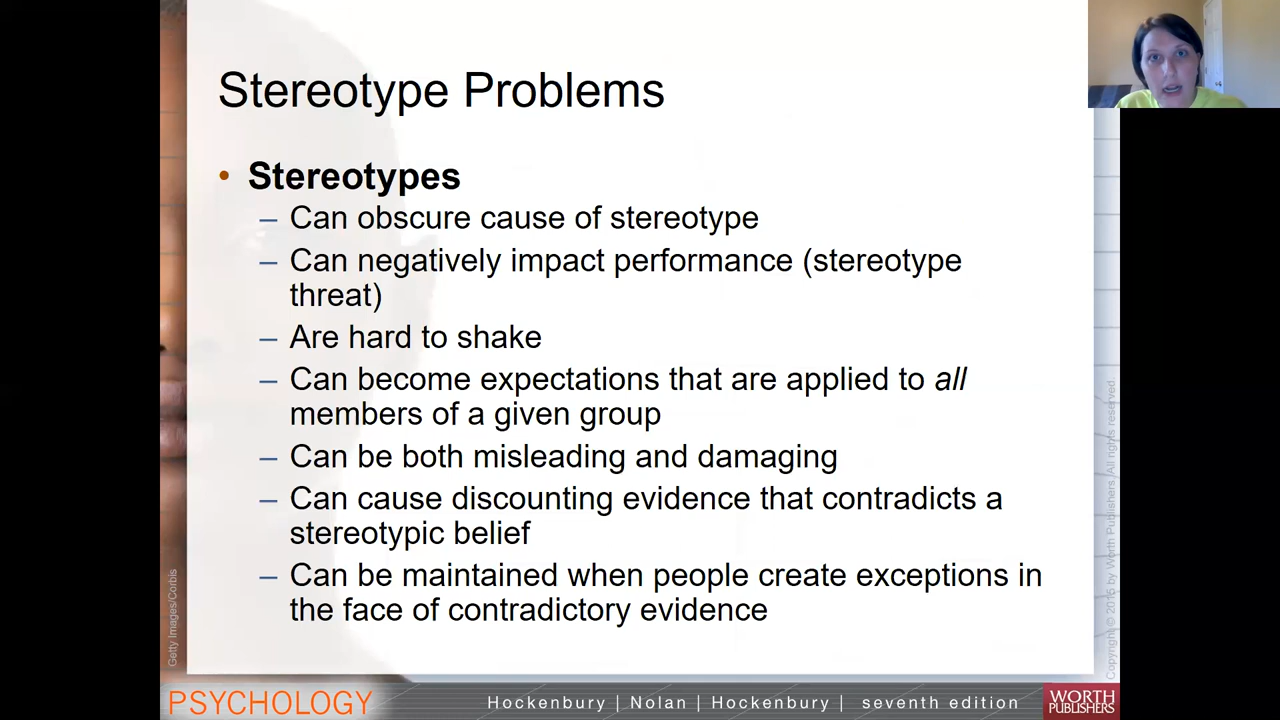 Stereotype Problems
• Stereotypes
– Can obscure cause of stereotype
– Can negatively impact performance (stereotype
threat)
– Are hard to shake
– Can become expectations that are applied to all
members of a given group
– Can be both misleading and damaging
– Can cause discounting evidence that contradicts a
stereotypic belief
– Can be maintained when people create exceptions in
the face of contradictory evidence
Getty Images/Corbis
Copyright © 2015 by Worth Publishers. All rights reserved.
PSYCHOLOGY
Hockenbury | Nolan | Hockenbury | seventh edition
WORTH
PUBLISHERS